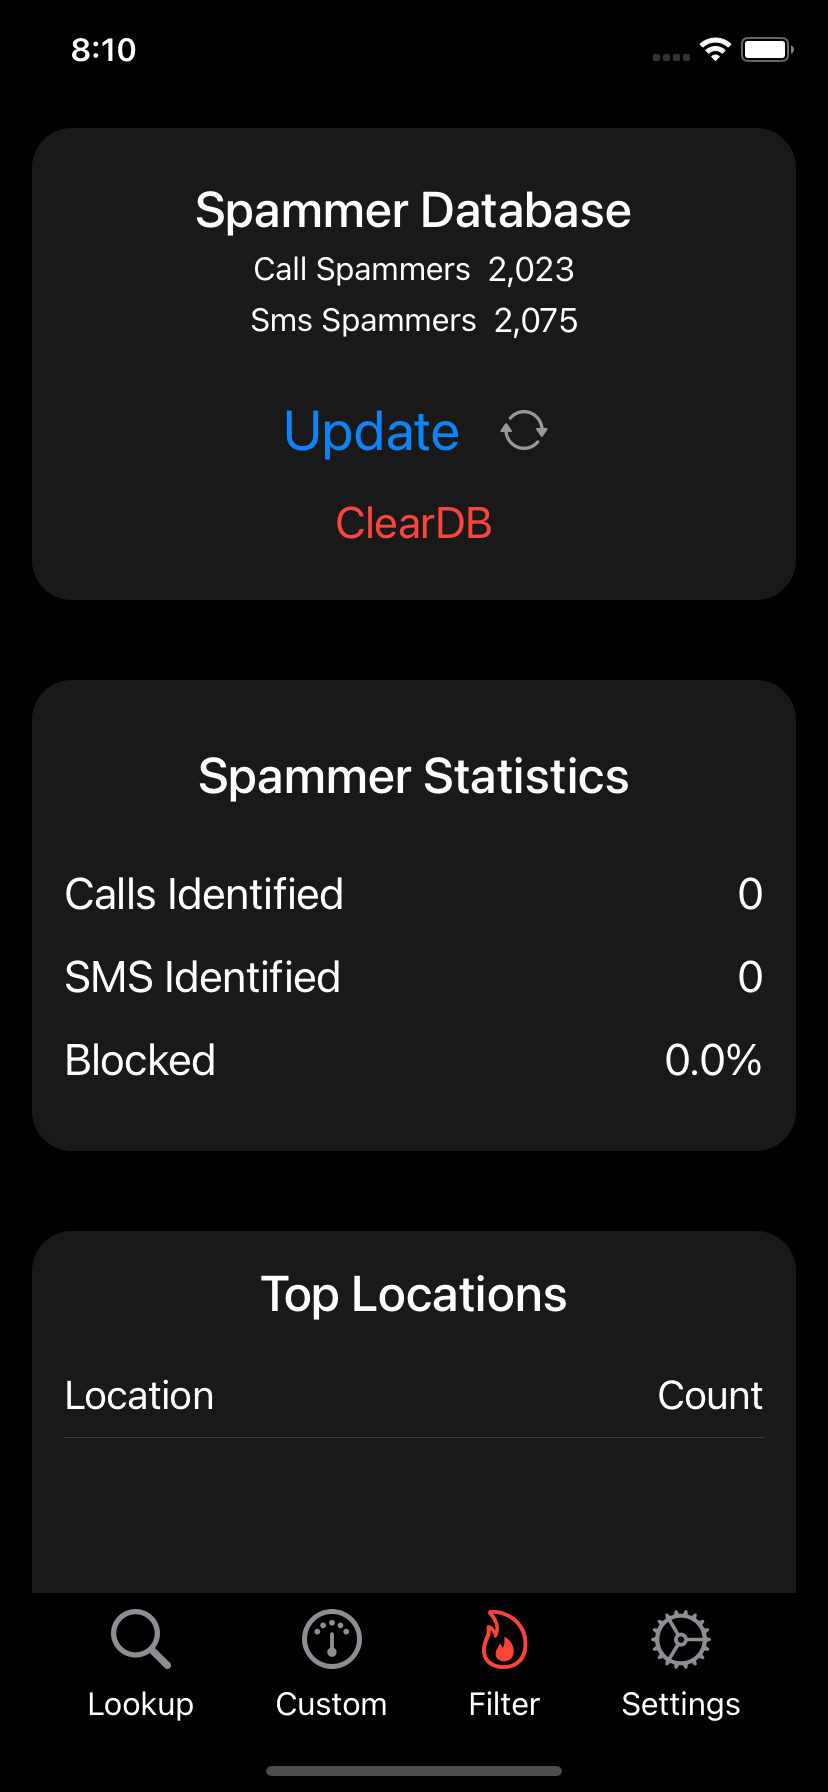 8:10
Spammer Database
Call Spammers 2,023
Sms Spammers 2,075
Update
ClearDB
Spammer Statistics
Calls Identified 0
SMS Identified 0
Blocked 0.0%
Top Locations
Location Count
Lookup Custom Filter Settings